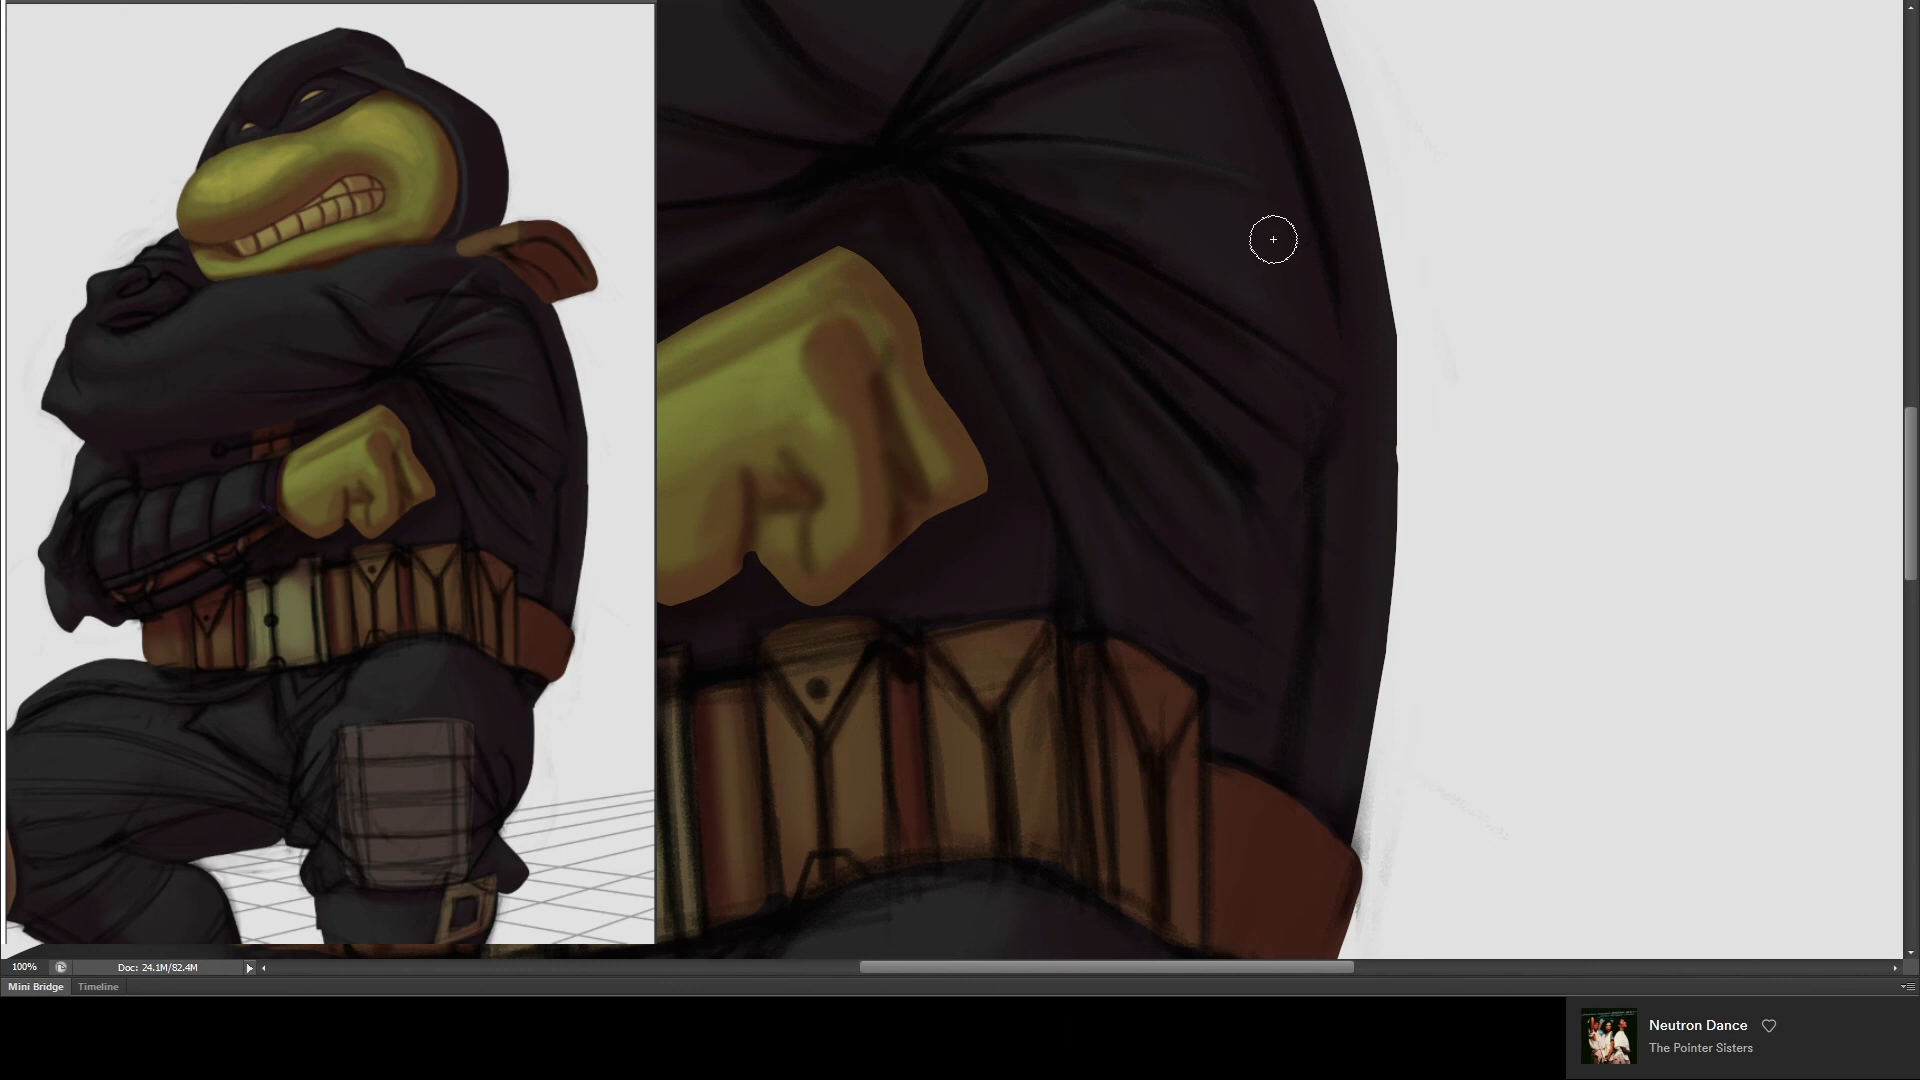 100%
Doc: 24.1M/82.4M
Mini Bridge
Timeline
Neutron Dance
The Pointer Sisters